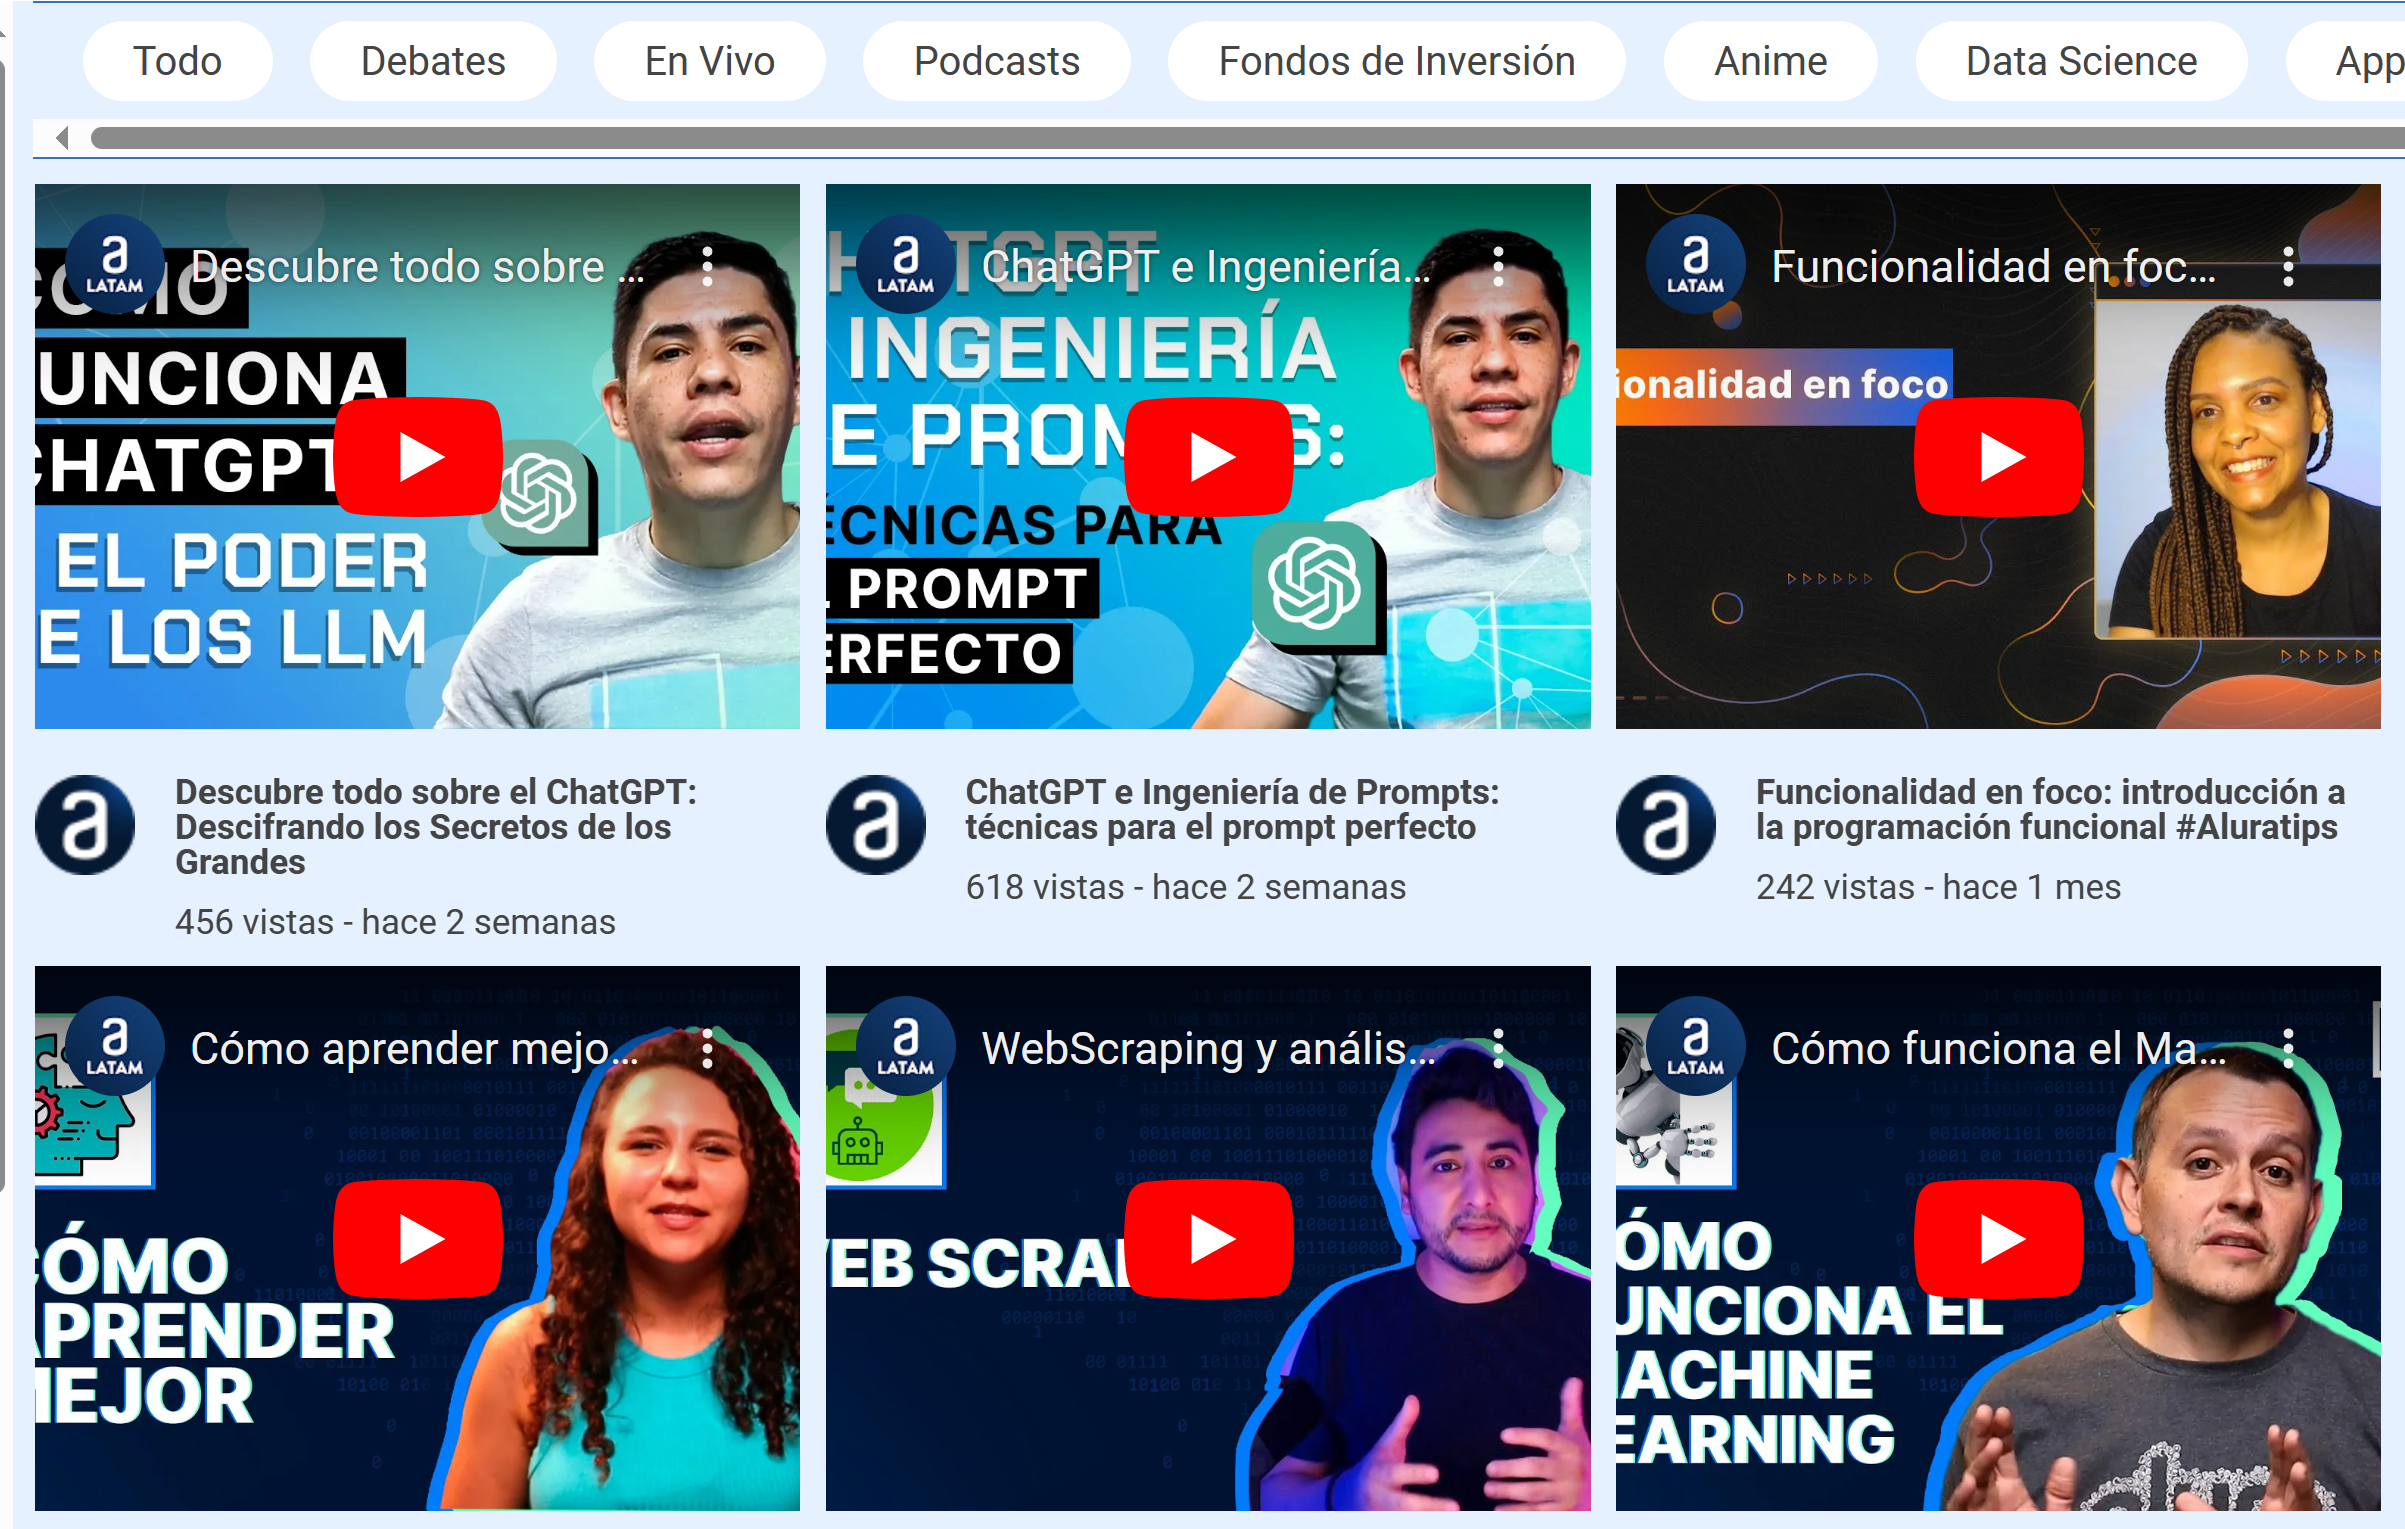 Todo
Debates
En Vivo
Podcasts
Fondos de Inversión
Anime
Data Science
App
a
LATAM
Descubre todo sobre ...
CÓMO
UNCIONA
CHATGPT
EL PODER
E LOS LLM
a
LATAM
ChatGPT e Ingeniería...
HATGPT
INGENIERÍA
E PROM S:
ÉCNICAS PARA
L PROMPT
ERFECTO
a
LATAM
Funcionalidad en foc...
ionalidad en foco
a
Descubre todo sobre el ChatGPT:
Descifrando los Secretos de los
Grandes
456 vistas - hace 2 semanas
a
ChatGPT e Ingeniería de Prompts:
técnicas para el prompt perfecto
618 vistas - hace 2 semanas
a
Funcionalidad en foco: introducción a
la programación funcional #Aluratips
242 vistas - hace 1 mes
a
LATAM
Cómo aprender mejo...
CÓMO
APRENDER
MEJOR
a
LATAM
WebScraping y anális...
WEB SCRA
a
LATAM
Cómo funciona el Ma...
ÓMO
UNCIONA EL
MACHINE
EARNING